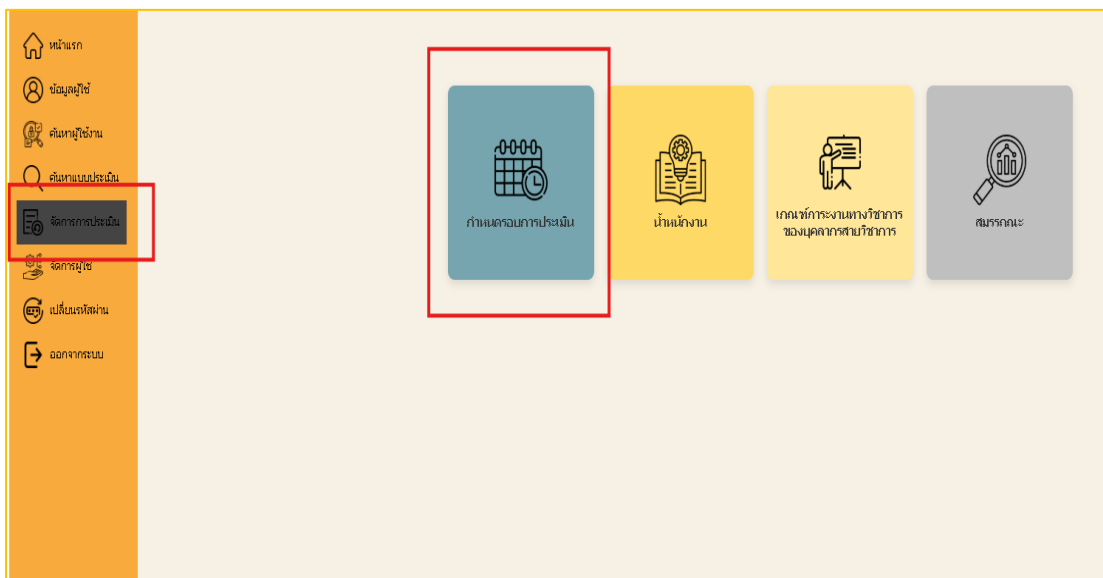 หน้าแรก
ข้อมูลผู้ใช้
ค้นหาผู้ใช้งาน
ค้นหาแบบประเมิน
จัดการการประเมิน
จัดการผู้ใช้
เปลี่ยนรหัสผ่าน
ออกจากระบบ
กำหนดรอบการประเมิน
น้ำหนักงาน
เกณฑ์ภาระงานทางวิชาการ
ของบุคลากรสายวิชาการ
สมรรถนะ